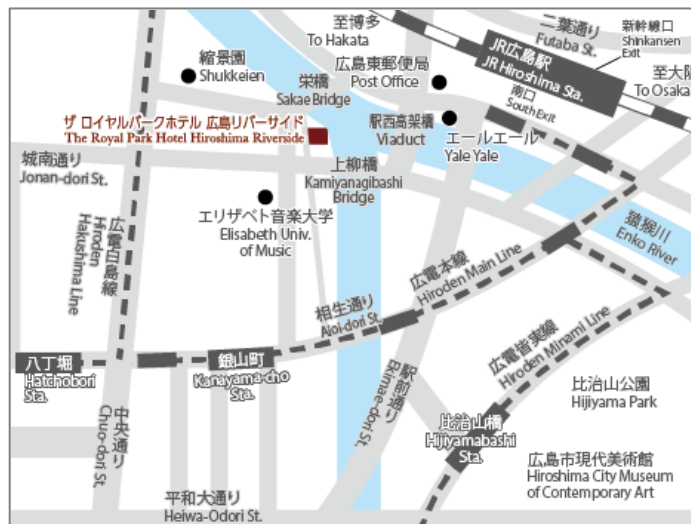 至博多
To Hakata
二葉通り
Futaba St.
新幹線口
Shinkansen
Exit
JR広島駅
JR Hiroshima Sta.
至大阪
To Osaka
縮景園
Shukkeien
栄橋
Sakae Bridge
広島東郵便局
Post Office
南口
South Exit
ザ ロイヤルパークホテル 広島リバーサイド
The Royal Park Hotel Hiroshima Riverside
駅西高架橋
Viaduct
エールエール
Yale Yale
城南通り
Jonan-dori St.
上柳橋
Kamiyanagibashi
Bridge
エリザベト音楽大学
Elisabeth Univ.
of Music
猿猴川
Enko River
広電白島線
Hiroden
Hakushima Line
広電本線
Hiroden Main Line
相生通り
Aioi-dori St.
広電皆実線
Hiroden Minami Line
八丁堀
Hatchobori
Sta.
銀山町
Kanayama-cho
Sta.
駅前通り
Ekimae-dori St.
比治山公園
Hijiyama Park
中央通り
Chuo-dori St.
比治山橋
Hijiyamabashi
Sta.
広島市現代美術館
Hiroshima City Museum
of Contemporary Art
平和大通り
Heiwa-Odori St.